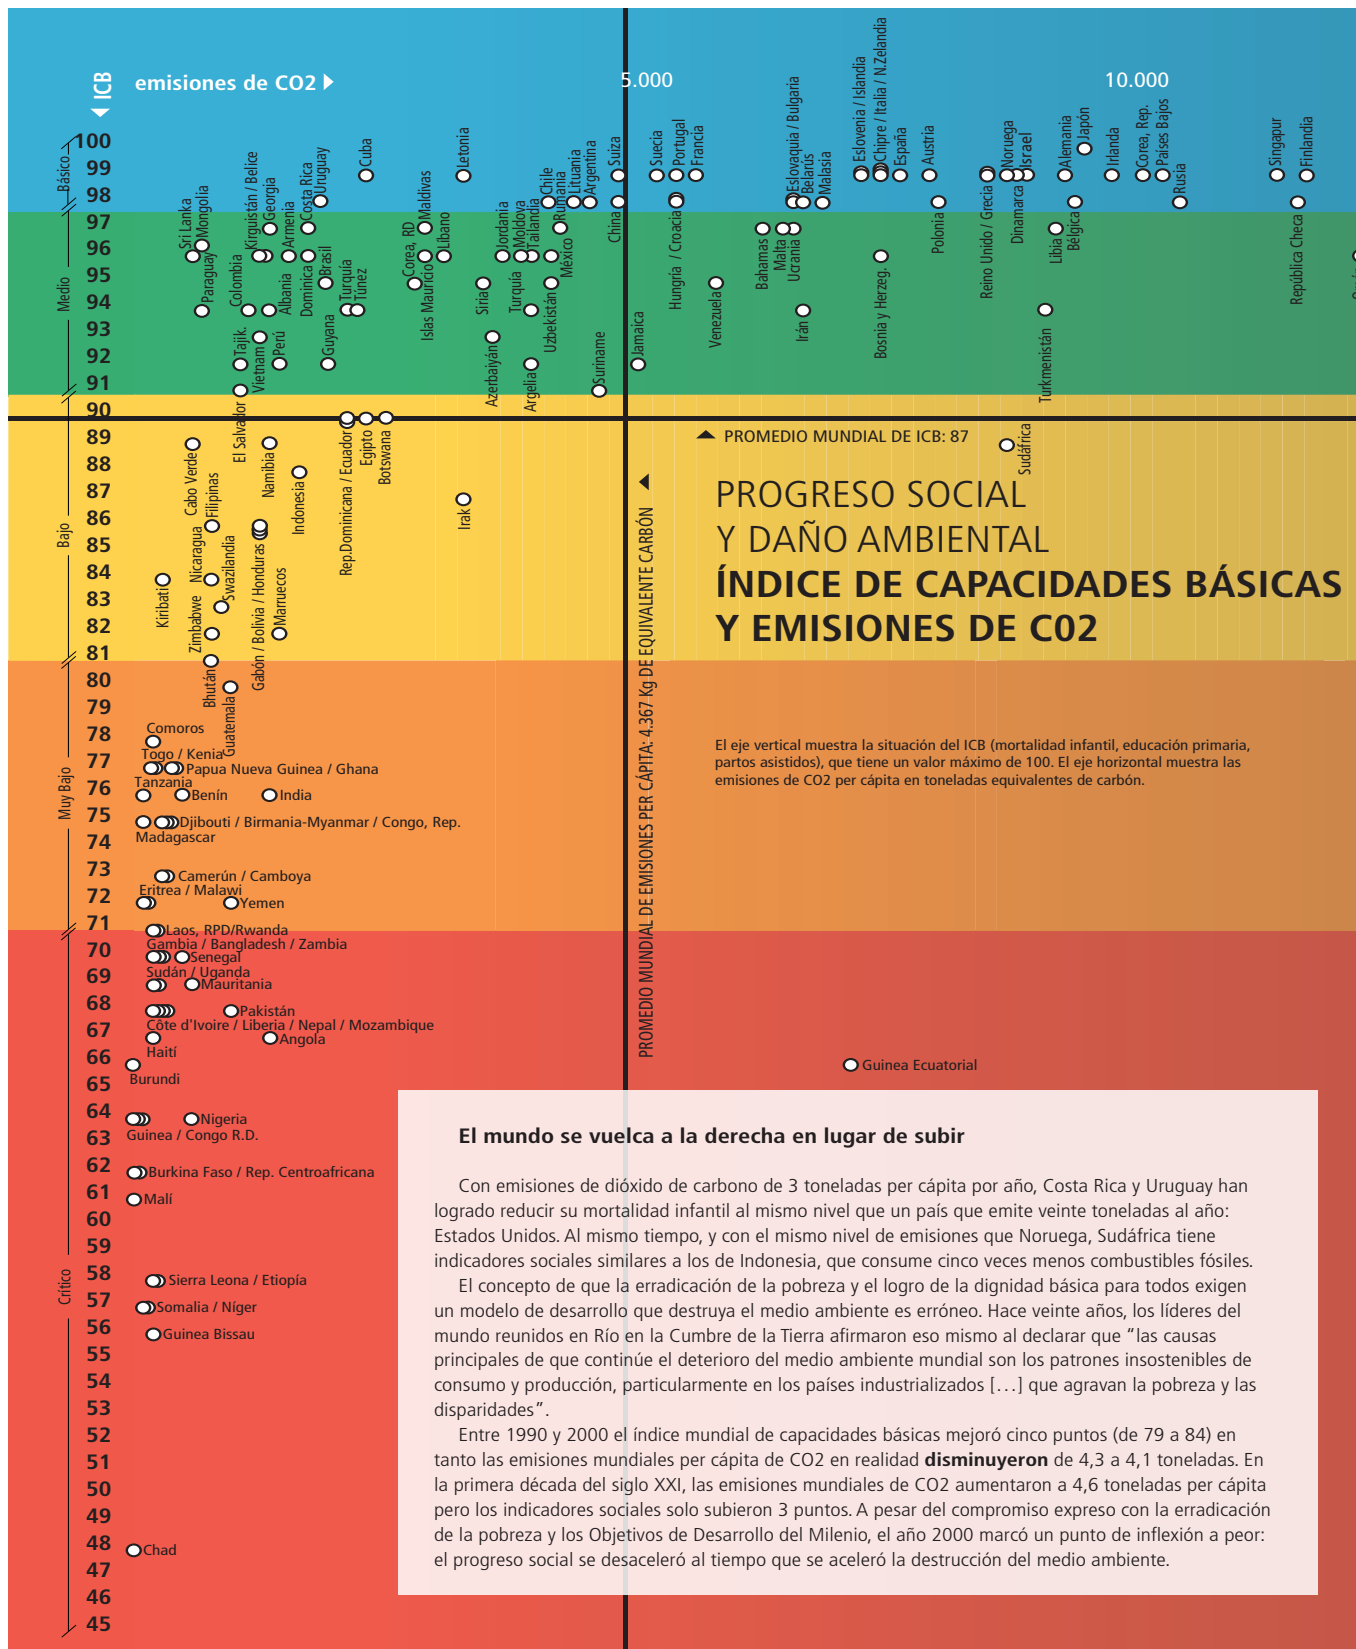 ICB
emisiones de CO2
5.000
10.000
100
99
98
97
96
95
94
93
92
91
90
89
88
87
86
85
84
83
82
81
80
79
78
77
76
75
74
73
72
71
70
69
68
67
66
65
64
63
62
61
60
59
58
57
56
55
54
53
52
51
50
49
48
47
46
45
Básico
Medio
Bajo
Muy Bajo
Crítico
Sri Lanka
Mongolia
Paraguay
Colombia
Kirguistán / Belice
Georgia
Armenia
Costa Rica
Uruguay
Albania
Dominica
Brasil
Turquia
Túnez
Cuba
Corea, RD
Maldivas
Islas Mauricio
Líbano
Letonia
Siria
Jordania
Moldova
Tailandia
Turquía
Chile
Rumania
Lituania
Argentina
México
Uzbekistán
Suiza
China
Suecia
Portugal
Francia
Hungría / Croacia
Venezuela
Bahamas
Malta
Ucrania
Eslovaquia / Bulgaria
Belarús
Malasia
Irán
Eslovenia / Islandia
Chipre / Italia / N.Zelandia
España
Austria
Bosnia y Herzeg.
Polonia
Reino Unido / Grecia
Noruega
Israel
Dinamarca
Alemania
Japón
Libia
Bélgica
Irlanda
Corea, Rep.
Países Bajos
Rusia
Singapur
Finlandia
República Checa
Turkmenistán
Tajik.
Vietnam
Perú
Guyana
Azerbaiyán
Argelia
Suriname
Jamaica
El Salvador
Cabo Verde
Filipinas
Namibia
Indonesia
Rep.Dominicana / Ecuador
Egipto
Botswana
Irak
Sudáfrica
Kiribati
Nicaragua
Swazilandia
Zimbabwe
Gabón / Bolivia / Honduras
Marruecos
Bhután
Guatemala
PROMEDIO MUNDIAL DE ICB: 87
PROMEDIO MUNDIAL DE EMISIONES PER CÁPITA: 4.367 Kg DE EQUIVALENTE CARBÓN
PROGRESO SOCIAL
Y DAÑO AMBIENTAL
ÍNDICE DE CAPACIDADES BÁSICAS
Y EMISIONES DE C02
El eje vertical muestra la situación del ICB (mortalidad infantil, educación primaria,
partos asistidos), que tiene un valor máximo de 100. El eje horizontal muestra las
emisiones de CO2 per cápita en toneladas equivalentes de carbón.
Comoros
Togo / Kenia
Papua Nueva Guinea / Ghana
Tanzania
Benín
India
Djibouti / Birmania-Myanmar / Congo, Rep.
Madagascar
Camerún / Camboya
Eritrea / Malawi
Yemen
Laos, RPD/Rwanda
Gambia / Bangladesh / Zambia
Senegal
Sudán / Uganda
Mauritania
Pakistán
Côte d'Ivoire / Liberia / Nepal / Mozambique
Angola
Haití
Guinea Ecuatorial
Burundi
Nigeria
Guinea / Congo R.D.
Burkina Faso / Rep. Centroafricana
Malí
Sierra Leona / Etiopía
Somalia / Níger
Guinea Bissau
Chad
El mundo se vuelca a la derecha en lugar de subir
Con emisiones de dióxido de carbono de 3 toneladas per cápita por año, Costa Rica y Uruguay han
logrado reducir su mortalidad infantil al mismo nivel que un país que emite veinte toneladas al año:
Estados Unidos. Al mismo tiempo, y con el mismo nivel de emisiones que Noruega, Sudáfrica tiene
indicadores sociales similares a los de Indonesia, que consume cinco veces menos combustibles fósiles.
El concepto de que la erradicación de la pobreza y el logro de la dignidad básica para todos exigen
un modelo de desarrollo que destruya el medio ambiente es erróneo. Hace veinte años, los líderes del
mundo reunidos en Río en la Cumbre de la Tierra afirmaron eso mismo al declarar que “las causas
principales de que continúe el deterioro del medio ambiente mundial son los patrones insostenibles de
consumo y producción, particularmente en los países industrializados […] que agravan la pobreza y las
disparidades”.
Entre 1990 y 2000 el índice mundial de capacidades básicas mejoró cinco puntos (de 79 a 84) en
tanto las emisiones mundiales per cápita de CO2 en realidad disminuyeron de 4,3 a 4,1 toneladas. En
la primera década del siglo XXI, las emisiones mundiales de CO2 aumentaron a 4,6 toneladas per cápita
pero los indicadores sociales solo subieron 3 puntos. A pesar del compromiso expreso con la erradicación
de la pobreza y los Objetivos de Desarrollo del Milenio, el año 2000 marcó un punto de inflexión a peor:
el progreso social se desaceleró al tiempo que se aceleró la destrucción del medio ambiente.